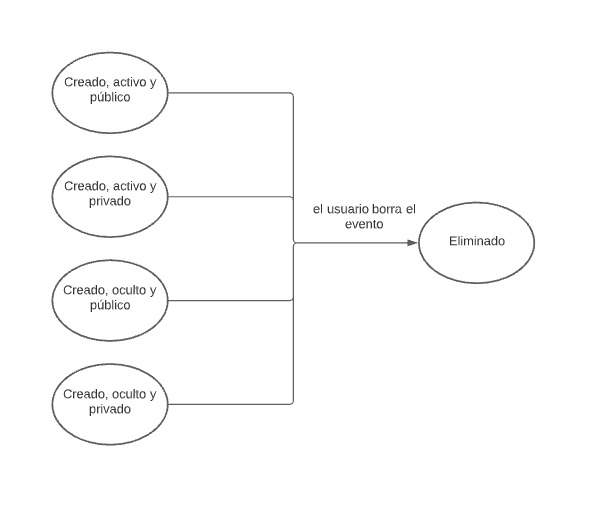 Creado, activo y
público
Creado, activo y
privado
el usuario borra el
evento
Eliminado
Creado, oculto y
público
Creado, oculto y
privado